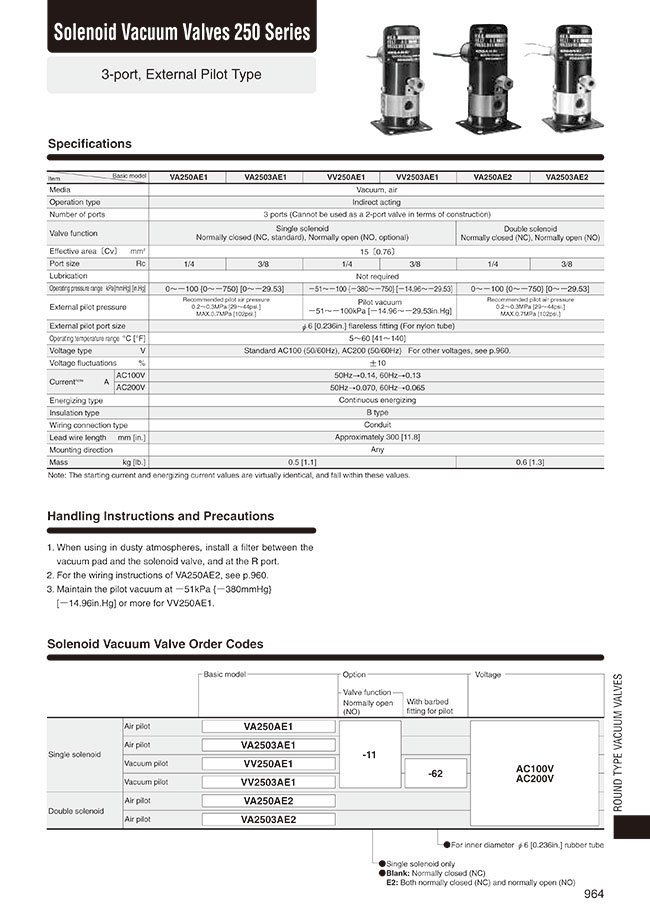 Solenoid Vacuum Valves 250 Series
3-port, External Pilot Type
Specifications
Item Basic model VA250AE1 VA2503AE1 VV250AE1 VV2503AE1 VA250AE2 VA2503AE2
Media Vacuum, air
Operation type Indirect acting
Number of ports 3 ports (Cannot be used as a 2-port valve in terms of construction)
Valve function Single solenoid Double solenoid
Normally closed (NC, standard), Normally open (NO, optional) Normally closed (NC), Normally open (NO)
Effective area〔Cv〕 mm² 15〔0.76〕
Port size Rc 1/4 3/8 1/4 3/8 1/4 3/8
Lubrication Not required
Operating pressure range kPa{mmHg} [in.Hg] 0~−100 {0~−750} [0~−29.53] −51~−100 {−380~−750} [−14.96~−29.53] 0~−100 {0~−750} [0~−29.53]
External pilot pressure Recommended pilot air pressure Pilot vacuum Recommended pilot air pressure
0.2~0.3MPa [29~44psi.] −51~−100kPa [−14.96~−29.53in.Hg] 0.2~0.3MPa [29~44psi.]
MAX.0.7MPa [102psi.] MAX.0.7MPa [102psi.]
External pilot port size φ6 [0.236in.] flareless fitting (For nylon tube)
Operating temperature range °C [°F] 5~60 [41~140]
Voltage type V Standard AC100 (50/60Hz), AC200 (50/60Hz) For other voltages, see p.960.
Voltage fluctuations % ±10
Current Note A AC100V 50Hz→0.14, 60Hz→0.13
AC200V 50Hz→0.070, 60Hz→0.065
Energizing type Continuous energizing
Insulation type B type
Wiring connection type Conduit
Lead wire length mm [in.] Approximately 300 [11.8]
Mounting direction Any
Mass kg [lb.] 0.5 [1.1] 0.6 [1.3]
Note: The starting current and energizing current values are virtually identical, and fall within these values.
Handling Instructions and Precautions
1. When using in dusty atmospheres, install a filter between the
vacuum pad and the solenoid valve, and at the R port.
2. For the wiring instructions of VA250AE2, see p.960.
3. Maintain the pilot vacuum at −51kPa {−380mmHg}
[−14.96in.Hg] or more for VV250AE1.
Solenoid Vacuum Valve Order Codes
Basic model Option Voltage
Valve function
Normally open
(NO)
With barbed
fitting for pilot
Single solenoid
Air pilot VA250AE1
Air pilot VA2503AE1
Vacuum pilot VV250AE1
Vacuum pilot VV2503AE1
-11
-62
AC100V
AC200V
Double solenoid
Air pilot VA250AE2
Air pilot VA2503AE2
●For inner diameter φ6 [0.236in.] rubber tube
●Single solenoid only
●Blank: Normally closed (NC)
E2: Both normally closed (NC) and normally open (NO)
ROUND TYPE VACUUM VALVES
964